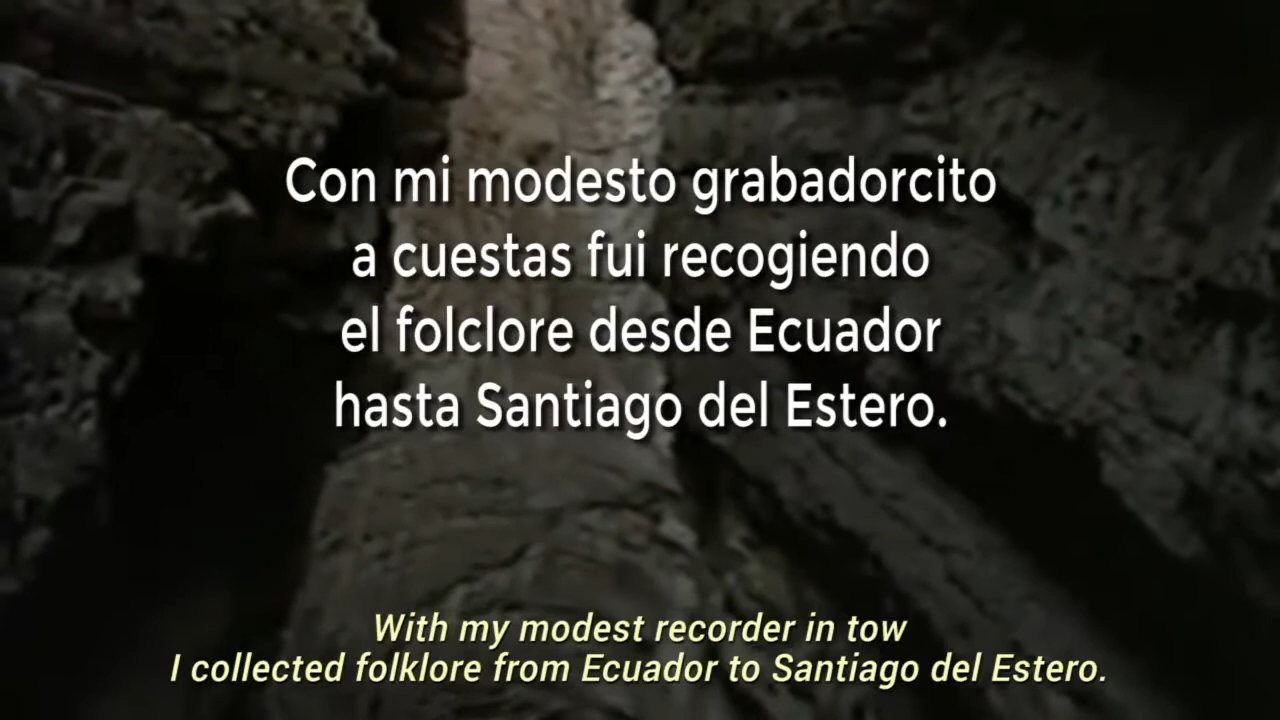 Con mi modesto grabadorcito
a cuestas fui recogiendo
el folclore desde Ecuador
hasta Santiago del Estero.
With my modest recorder in tow
I collected folklore from Ecuador to Santiago del Estero.